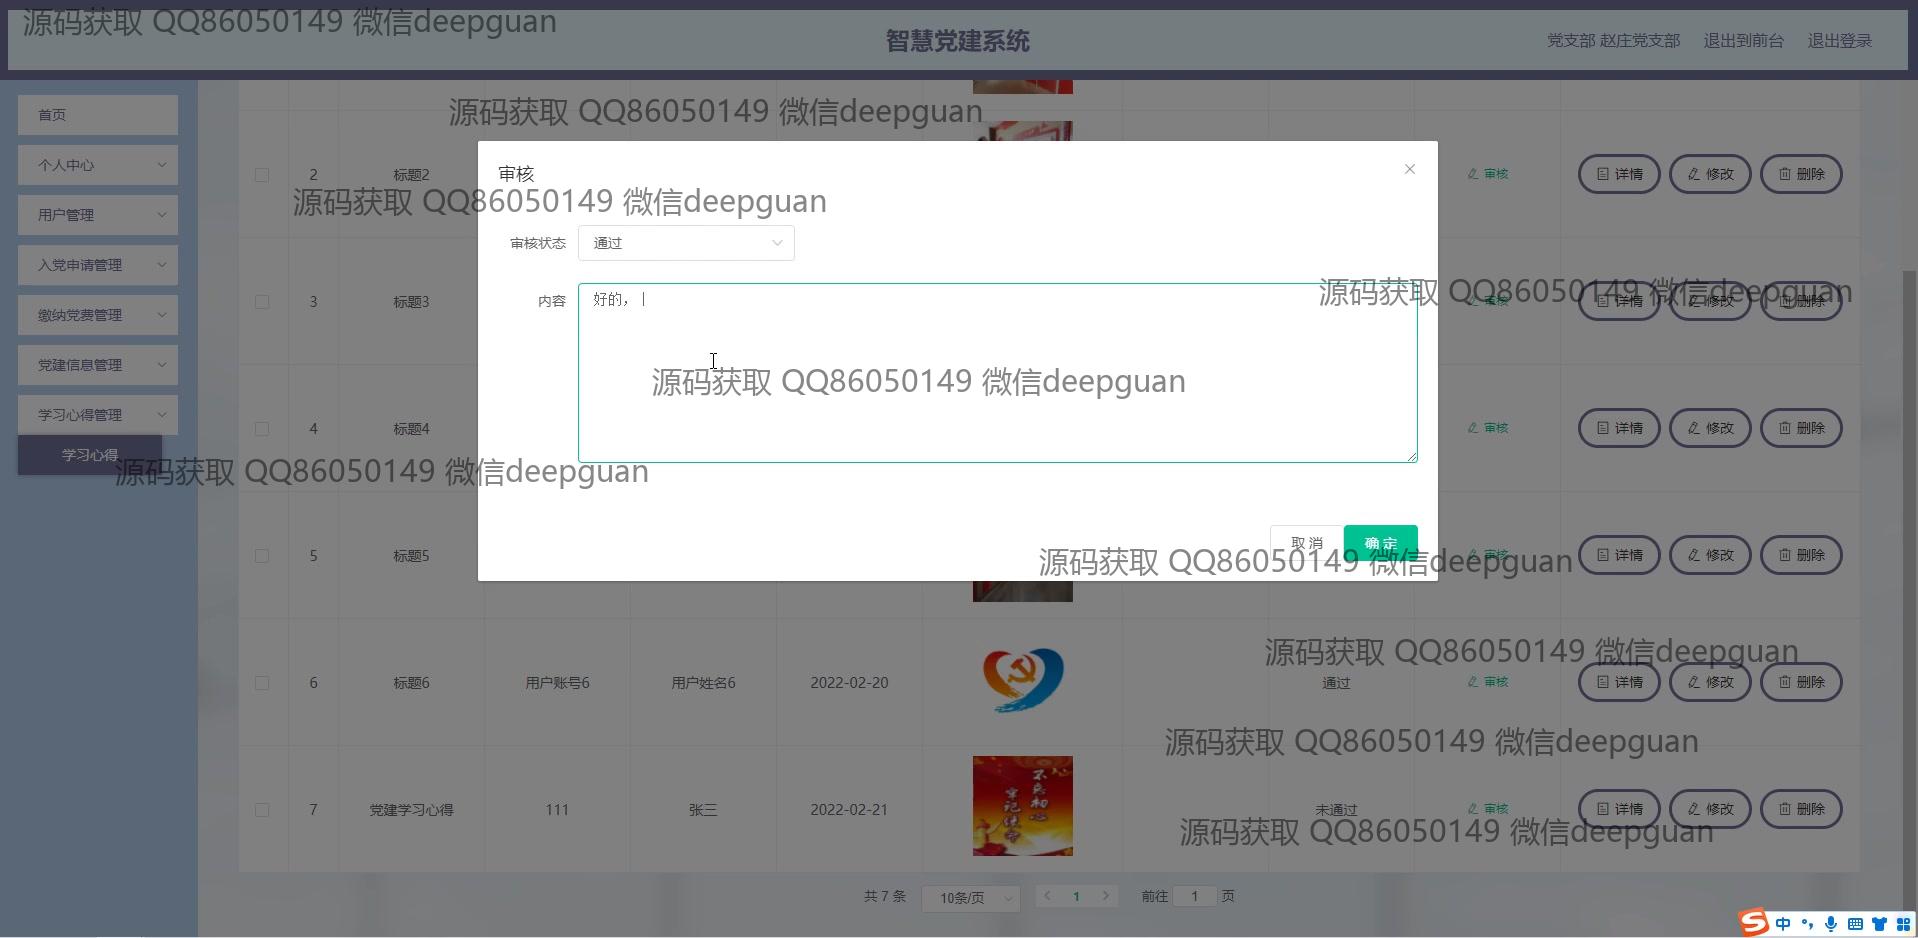 源码获取 QQ86050149 微信deepguan
智慧党建系统
党支部 赵庄党支部 退出到前台 退出登录
首页
个人中心
用户管理
入党申请管理
缴纳党费管理
党建信息管理
学习心得管理
学习心得
源码获取 QQ86050149 微信deepguan
审核
源码获取 QQ86050149 微信deepguan
审核状态 通过
内容 好的，
源码获取 QQ86050149 微信deepguan
源码获取 QQ86050149 微信deepguan
源码获取 QQ86050149 微信deepguan
取消 确定
源码获取 QQ86050149 微信deepguan
2 标题2 审核 详情 修改 删除
3 标题3 审核 详情 修改 删除
4 标题4 审核 详情 修改 删除
5 标题5 审核 详情 修改 删除
源码获取 QQ86050149 微信deepguan
6 标题6 用户账号6 用户姓名6 2022-02-20 通过 审核 详情 修改 删除
源码获取 QQ86050149 微信deepguan
不忘初心
牢记使命
7 党建学习心得 111 张三 2022-02-21 未通过 审核 详情 修改 删除
源码获取 QQ86050149 微信deepguan
共 7 条 10条/页 1 前往 1 页
S 中